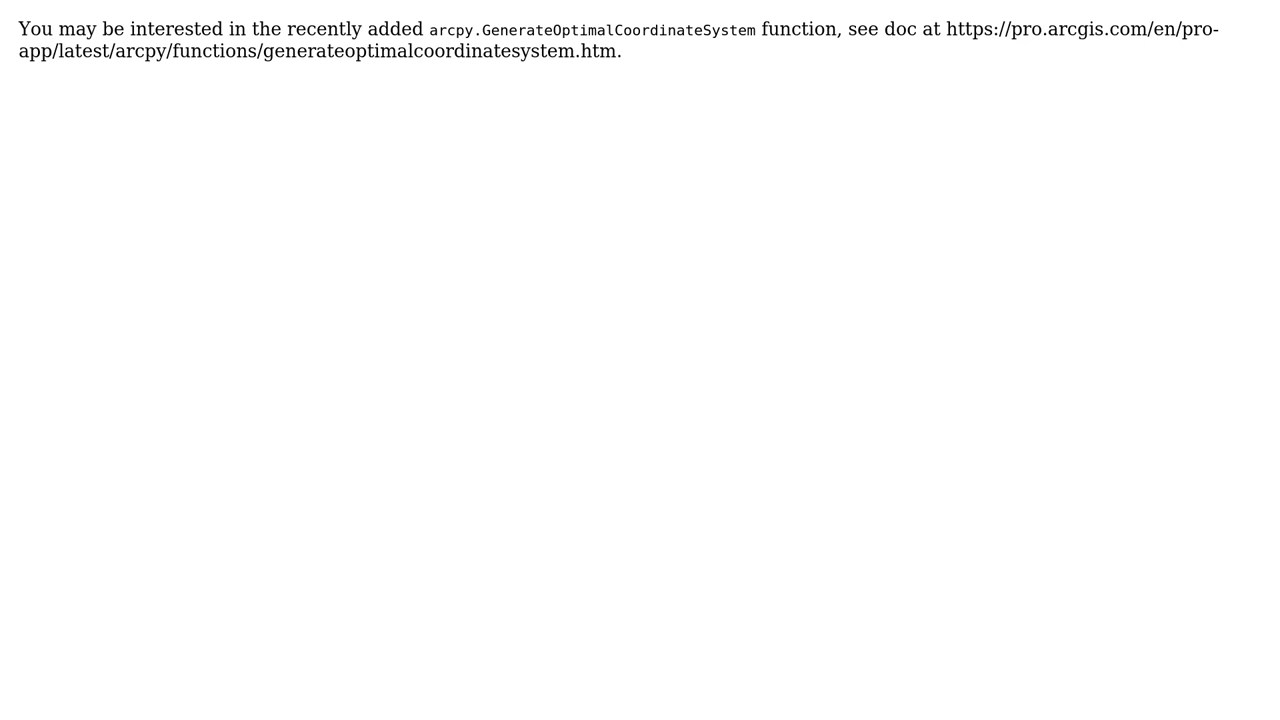 You may be interested in the recently added arcpy.GenerateOptimalCoordinateSystem function, see doc at https://pro.arcgis.com/en/pro-
app/latest/arcpy/functions/generateoptimalcoordinatesystem.htm.